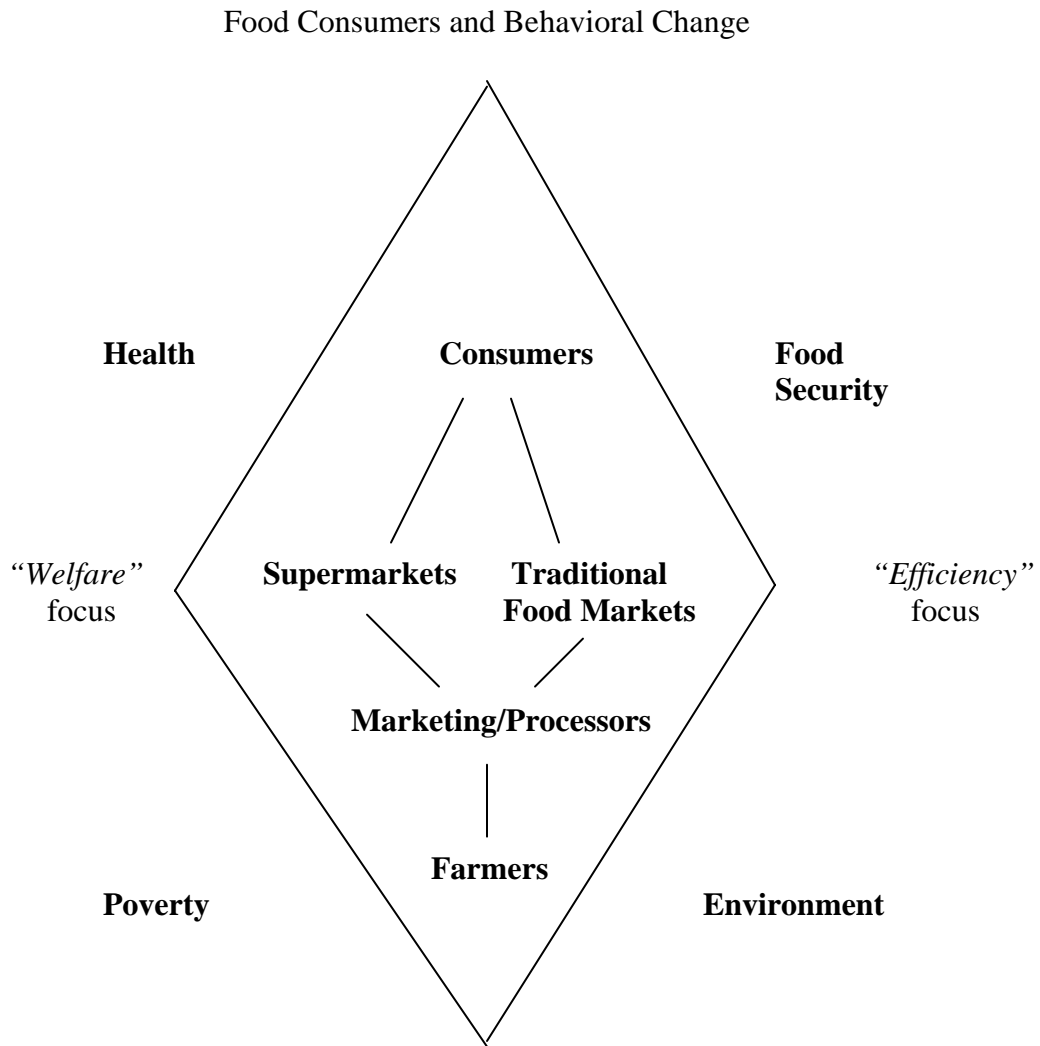 Food Consumers and Behavioral Change
Health
Consumers
Food
Security
“Welfare”
focus
Supermarkets
Traditional
Food Markets
“Efficiency”
focus
Marketing/Processors
Farmers
Poverty
Environment